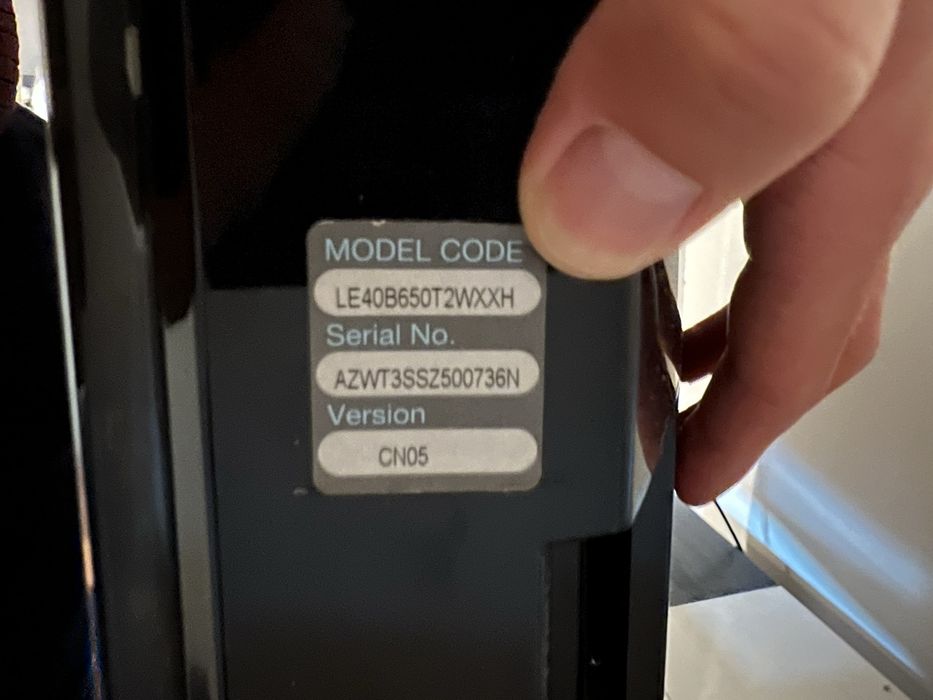 MODEL CODE
LE40B650T2WXXH
Serial No.
AZWT3SSZ500736N
Version
CN05